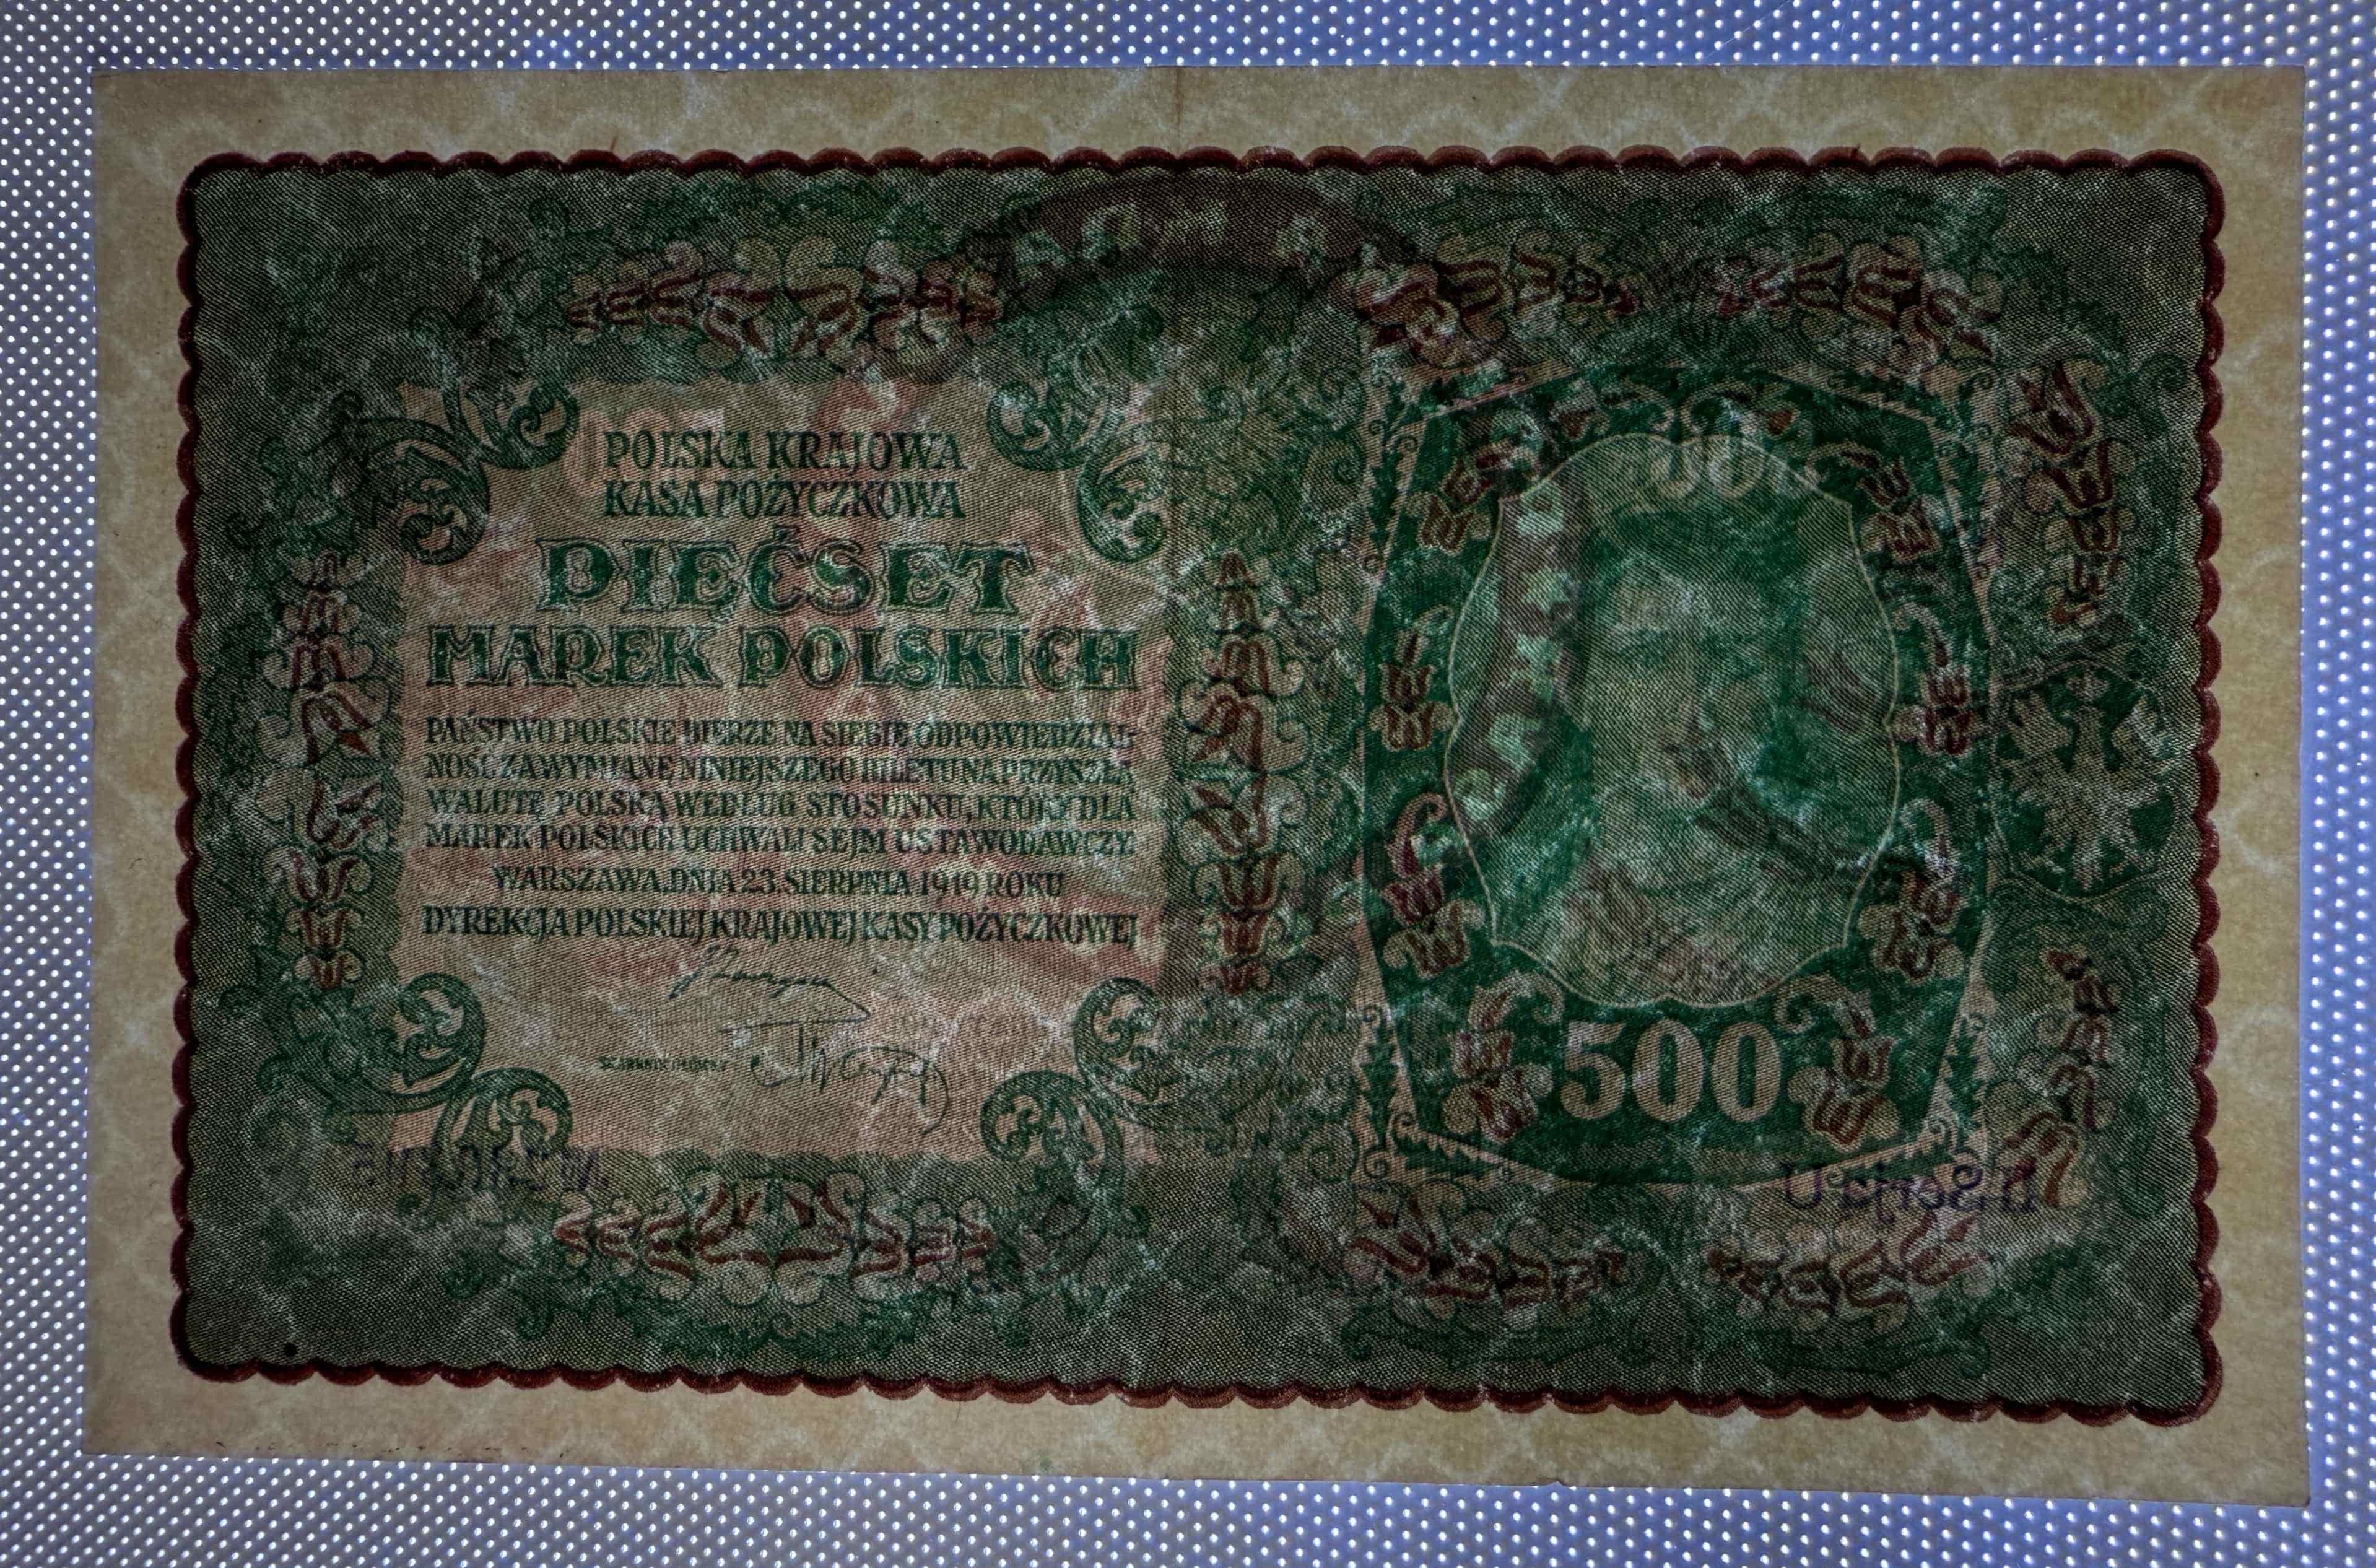 POLSKA KRAJOWA
KASA POŻYCZKOWA
PIĘĆSET
MAREK POLSKICH
PAŃSTWO POLSKIE BIERZE NA SIEBIE ODPOWIEDZIAL-
NOŚĆ ZA WYMIANĘ NINIEJSZEGO BILETU NA PRZYSZŁĄ
WALUTĘ POLSKĄ WEDŁUG STOSUNKU, KTÓRY DLA
MAREK POLSKICH UCHWALI SEJM USTAWODAWCZY.
WARSZAWA, DNIA 23. SIERPNIA 1919 ROKU
DYREKCJA POLSKIEJ KRAJOWEJ KASY POŻYCZKOWEJ
SKARBNIK GŁÓWNY
500